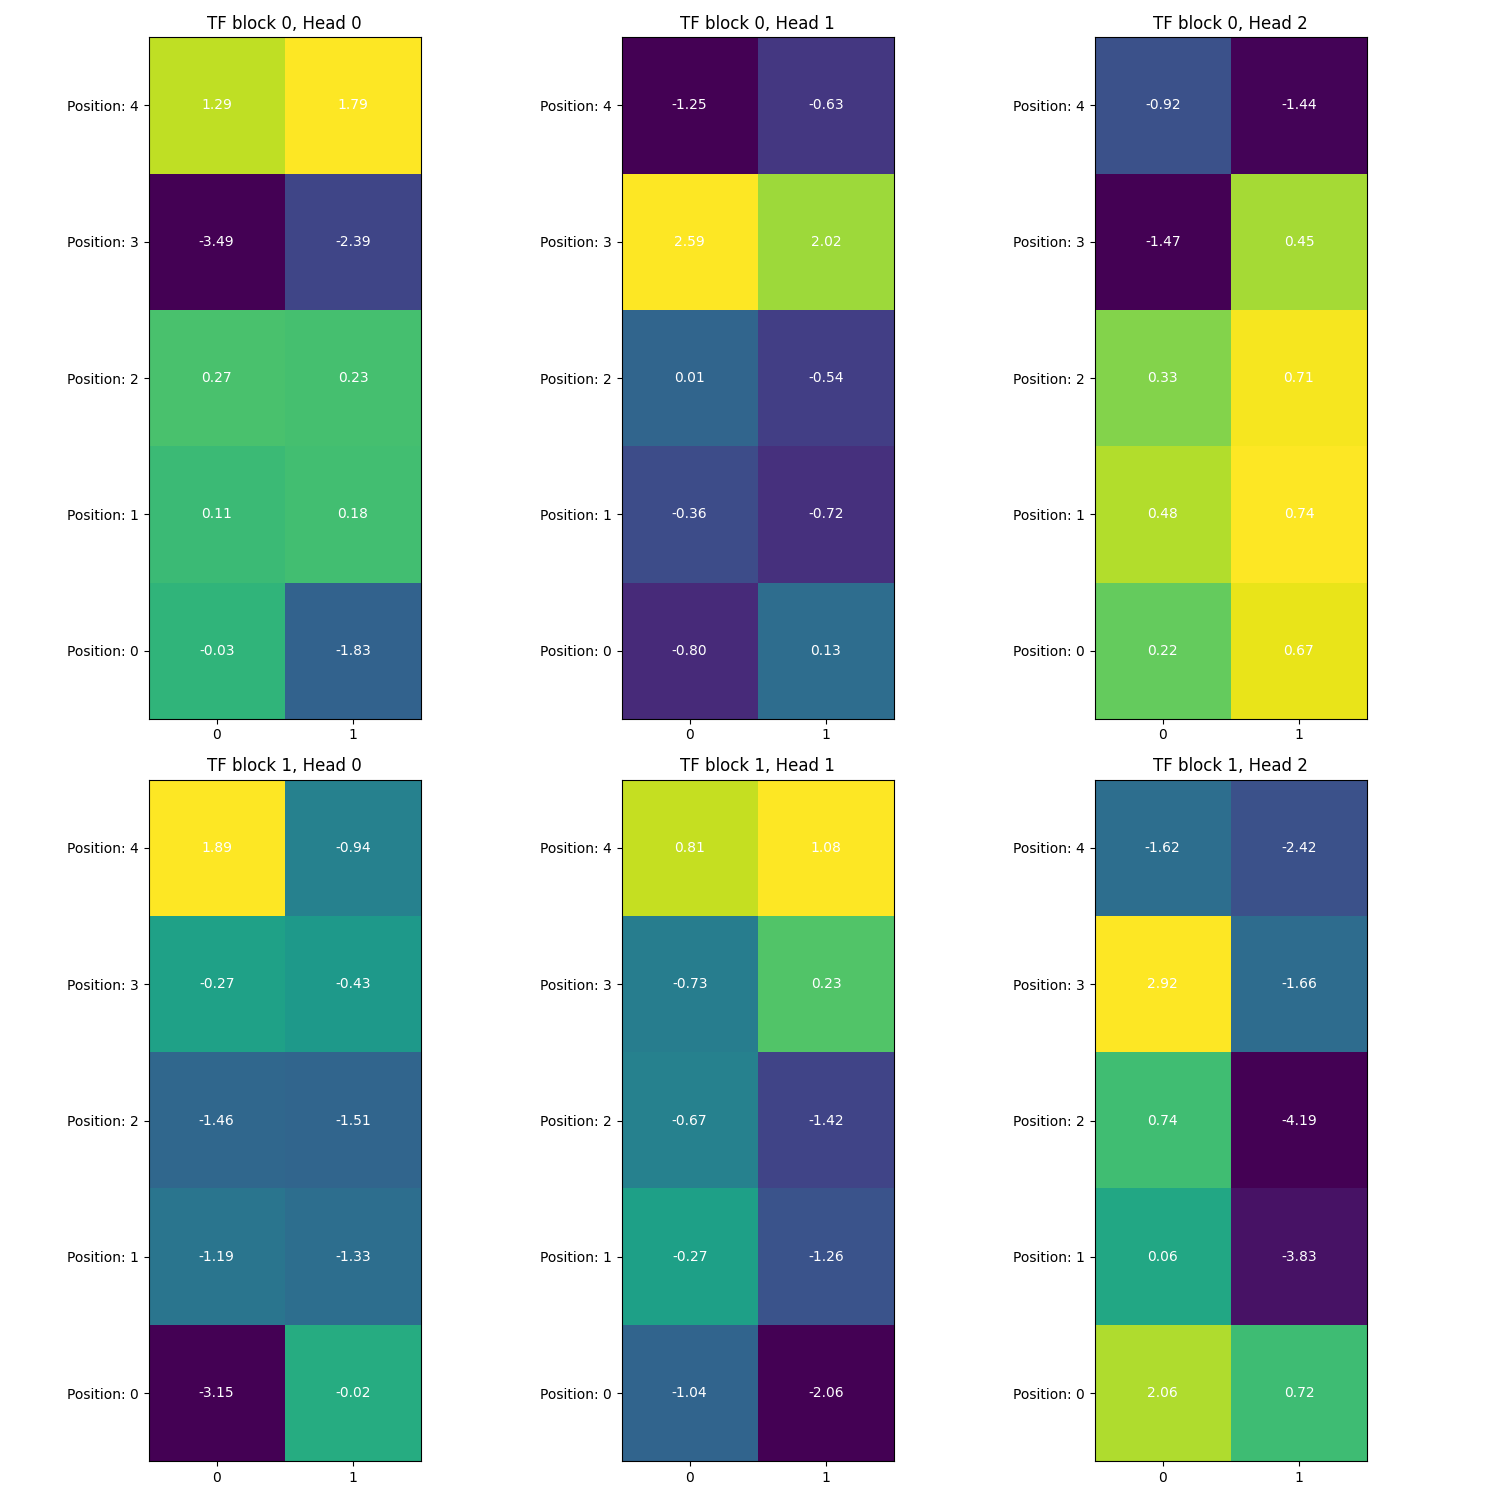 TF block 0, Head 0 TF block 0, Head 1 TF block 0, Head 2
Position: 4 1.29 1.79 Position: 4 -1.25 -0.63 Position: 4 -0.92 -1.44
Position: 3 -3.49 -2.39 Position: 3 2.59 2.02 Position: 3 -1.47 0.45
Position: 2 0.27 0.23 Position: 2 0.01 -0.54 Position: 2 0.33 0.71
Position: 1 0.11 0.18 Position: 1 -0.36 -0.72 Position: 1 0.48 0.74
Position: 0 -0.03 -1.83 Position: 0 -0.80 0.13 Position: 0 0.22 0.67
0 1 0 1 0 1
TF block 1, Head 0 TF block 1, Head 1 TF block 1, Head 2
Position: 4 1.89 -0.94 Position: 4 0.81 1.08 Position: 4 -1.62 -2.42
Position: 3 -0.27 -0.43 Position: 3 -0.73 0.23 Position: 3 2.92 -1.66
Position: 2 -1.46 -1.51 Position: 2 -0.67 -1.42 Position: 2 0.74 -4.19
Position: 1 -1.19 -1.33 Position: 1 -0.27 -1.26 Position: 1 0.06 -3.83
Position: 0 -3.15 -0.02 Position: 0 -1.04 -2.06 Position: 0 2.06 0.72
0 1 0 1 0 1